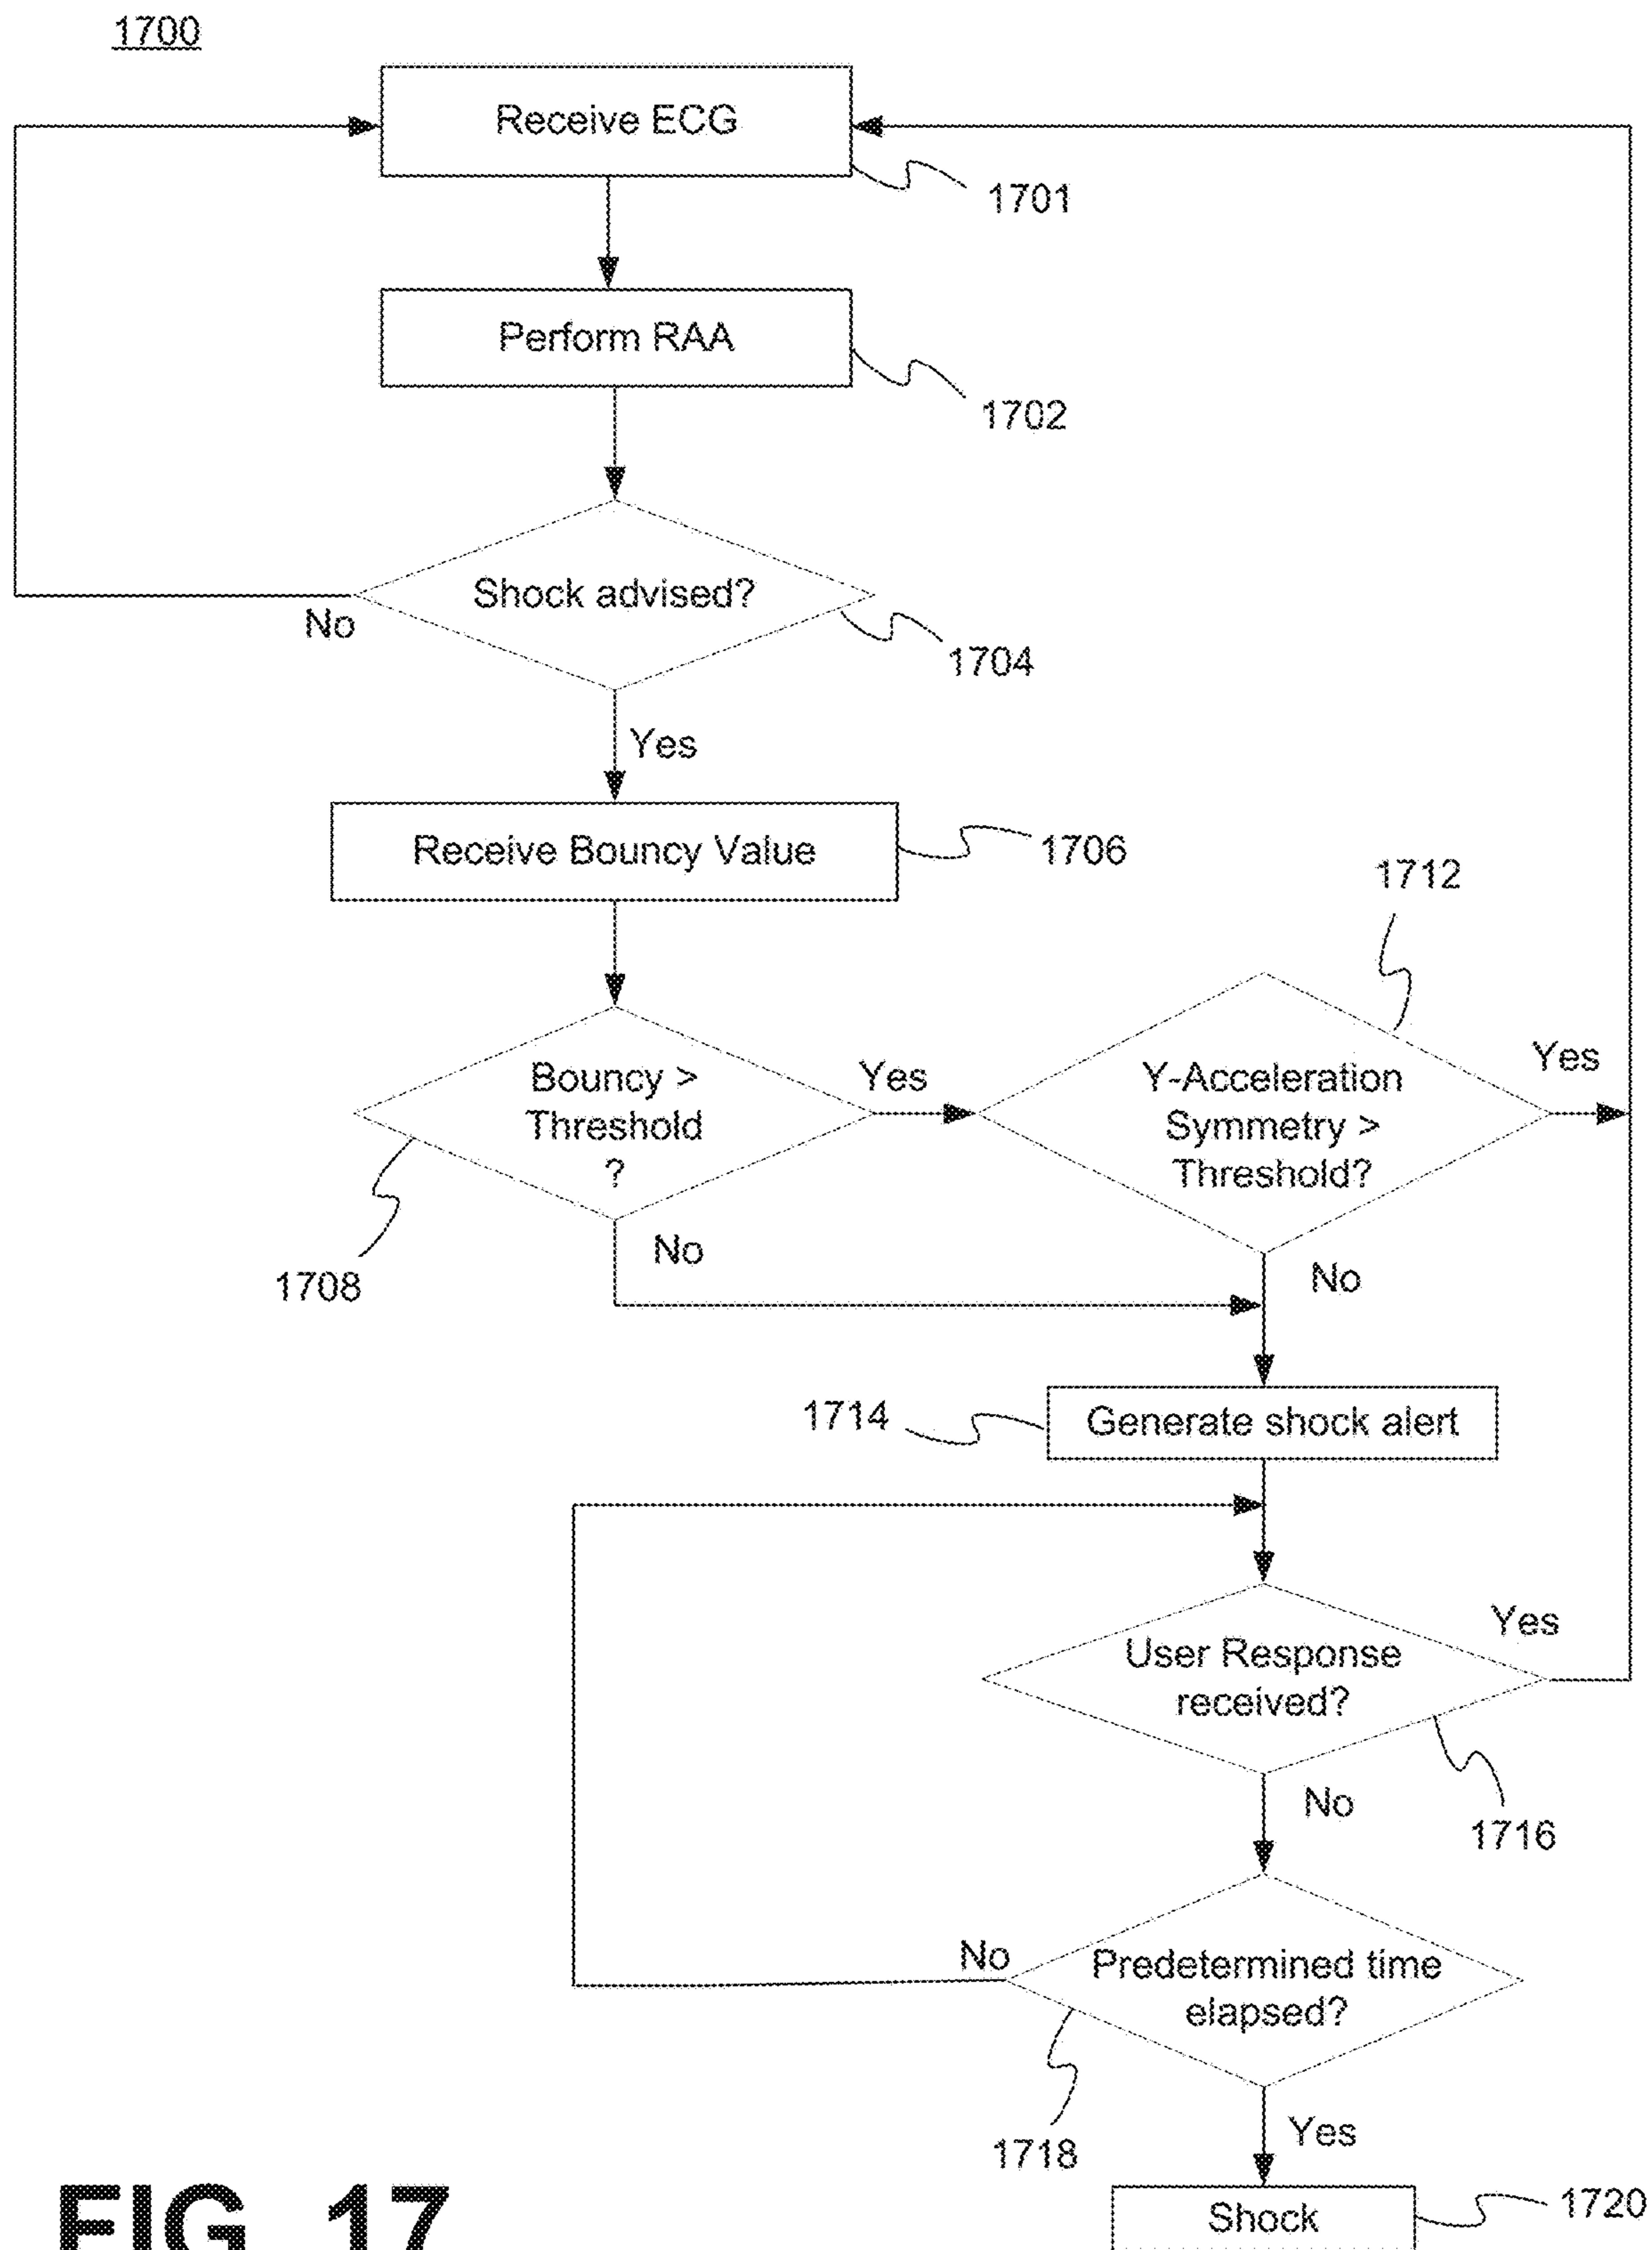 1700
Receive ECG
1701
Perform RAA
1702
Shock advised?
No
1704
Yes
Receive Bouncy Value
1706
1712
Bouncy >
Threshold
?
Yes
Y-Acceleration
Symmetry >
Threshold?
Yes
1708
No
No
1714
Generate shock alert
User Response
received?
Yes
No
1716
No
Predetermined time
elapsed?
1718
Yes
Shock
1720
FIG. 17